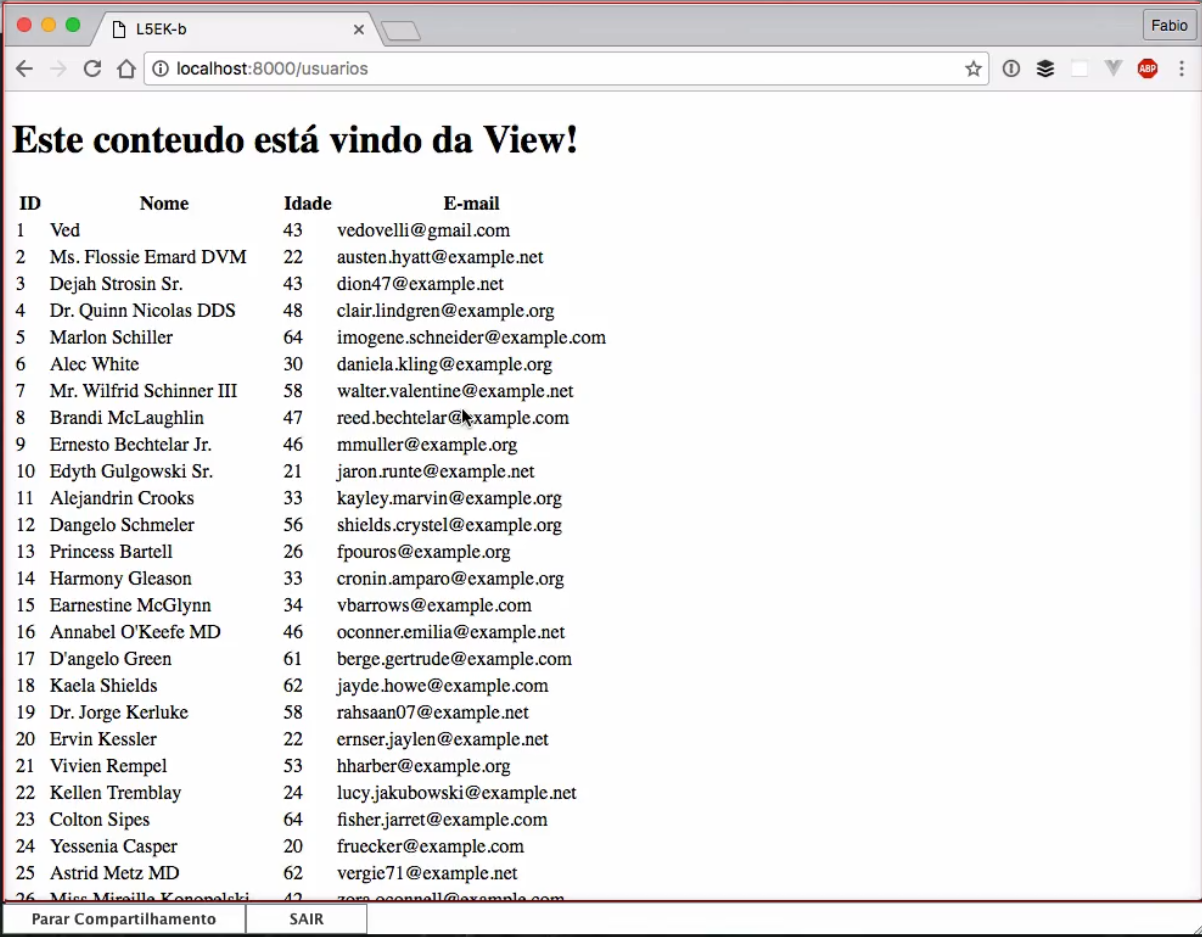 L5EK-b
Fabio
localhost:8000/usuarios
ABP
Este conteudo está vindo da View!
ID Nome Idade E-mail
1 Ved 43 vedovelli@gmail.com
2 Ms. Flossie Emard DVM 22 austen.hyatt@example.net
3 Dejah Strosin Sr. 43 dion47@example.net
4 Dr. Quinn Nicolas DDS 48 clair.lindgren@example.org
5 Marlon Schiller 64 imogene.schneider@example.com
6 Alec White 30 daniela.kling@example.org
7 Mr. Wilfrid Schinner III 58 walter.valentine@example.net
8 Brandi McLaughlin 47 reed.bechtelar@example.com
9 Ernesto Bechtelar Jr. 46 mmuller@example.org
10 Edyth Gulgowski Sr. 21 jaron.runte@example.net
11 Alejandrin Crooks 33 kayley.marvin@example.org
12 Dangelo Schmeler 56 shields.crystel@example.org
13 Princess Bartell 26 fpouros@example.org
14 Harmony Gleason 33 cronin.amparo@example.org
15 Earnestine McGlynn 34 vbarrows@example.com
16 Annabel O'Keefe MD 46 oconner.emilia@example.net
17 D'angelo Green 61 berge.gertrude@example.com
18 Kaela Shields 62 jayde.howe@example.com
19 Dr. Jorge Kerluke 58 rahsaan07@example.net
20 Ervin Kessler 22 ernser.jaylen@example.net
21 Vivien Rempel 53 hharber@example.org
22 Kellen Tremblay 24 lucy.jakubowski@example.net
23 Colton Sipes 64 fisher.jarret@example.com
24 Yessenia Casper 20 fruecker@example.com
25 Astrid Metz MD 62 vergie71@example.net
26 Miss Mireille Konopelski 42 zora.oconnell@example.com
Parar Compartilhamento SAIR